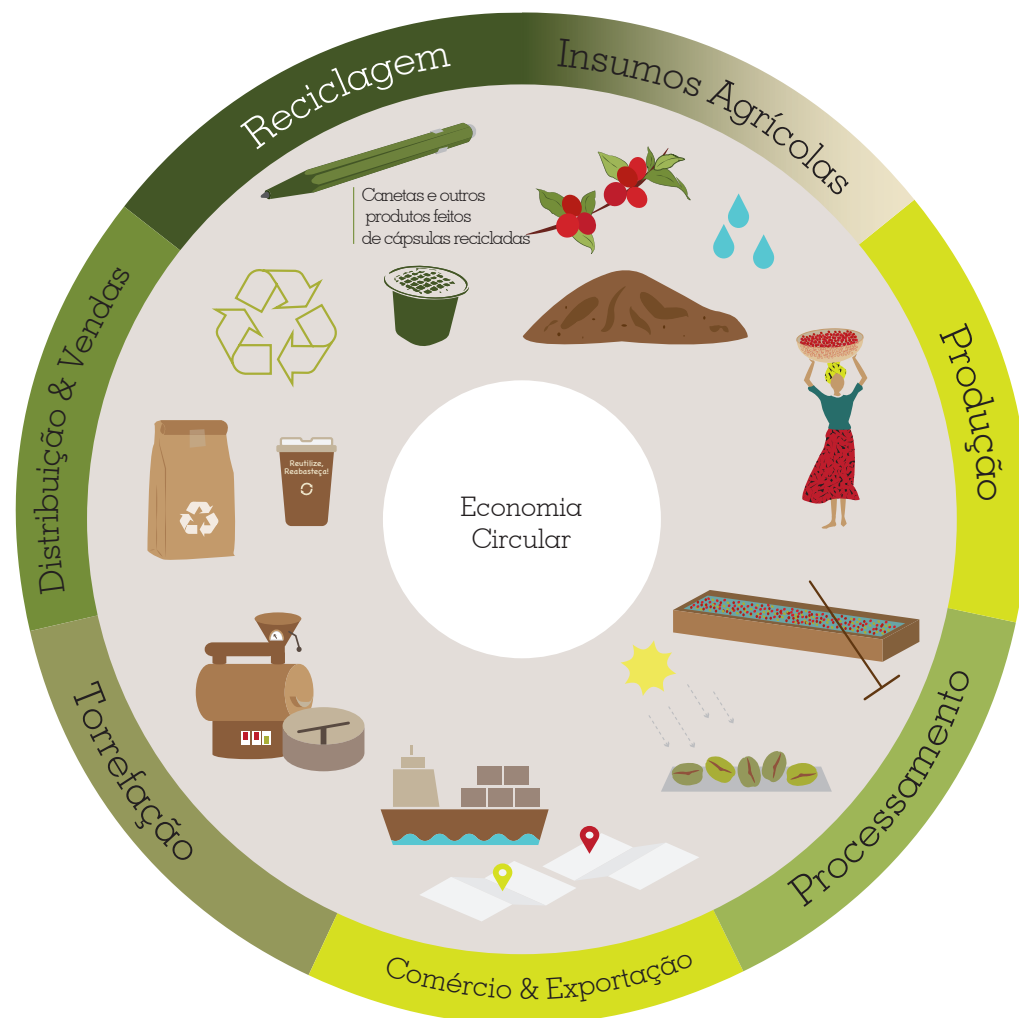 Reciclagem
Insumos Agrícolas
Produção
Processamento
Comércio & Exportação
Torrefação
Distribuição & Vendas
Canetas e outros
produtos feitos
de cápsulas recicladas
Reutilize,
Reabasteça!
Economia
Circular